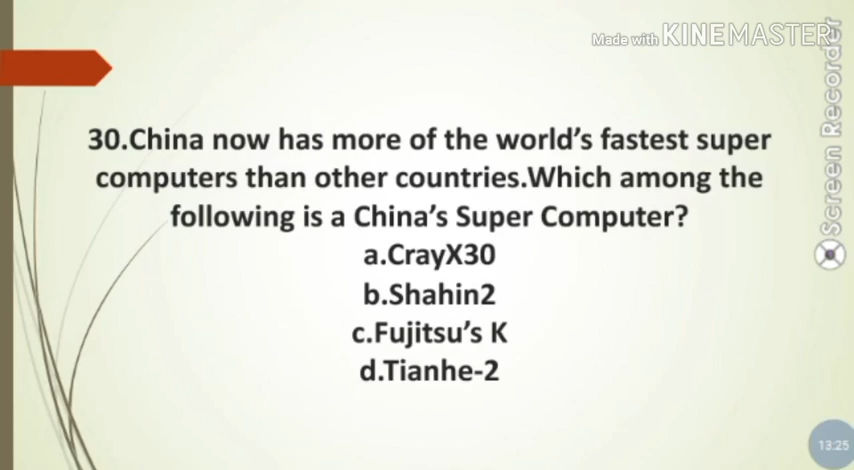 Made with KINEMASTER
Screen Recorder
30.China now has more of the world's fastest super
computers than other countries.Which among the
following is a China's Super Computer?
a.CrayX30
b.Shahin2
c.Fujitsu's K
d.Tianhe-2
13:25